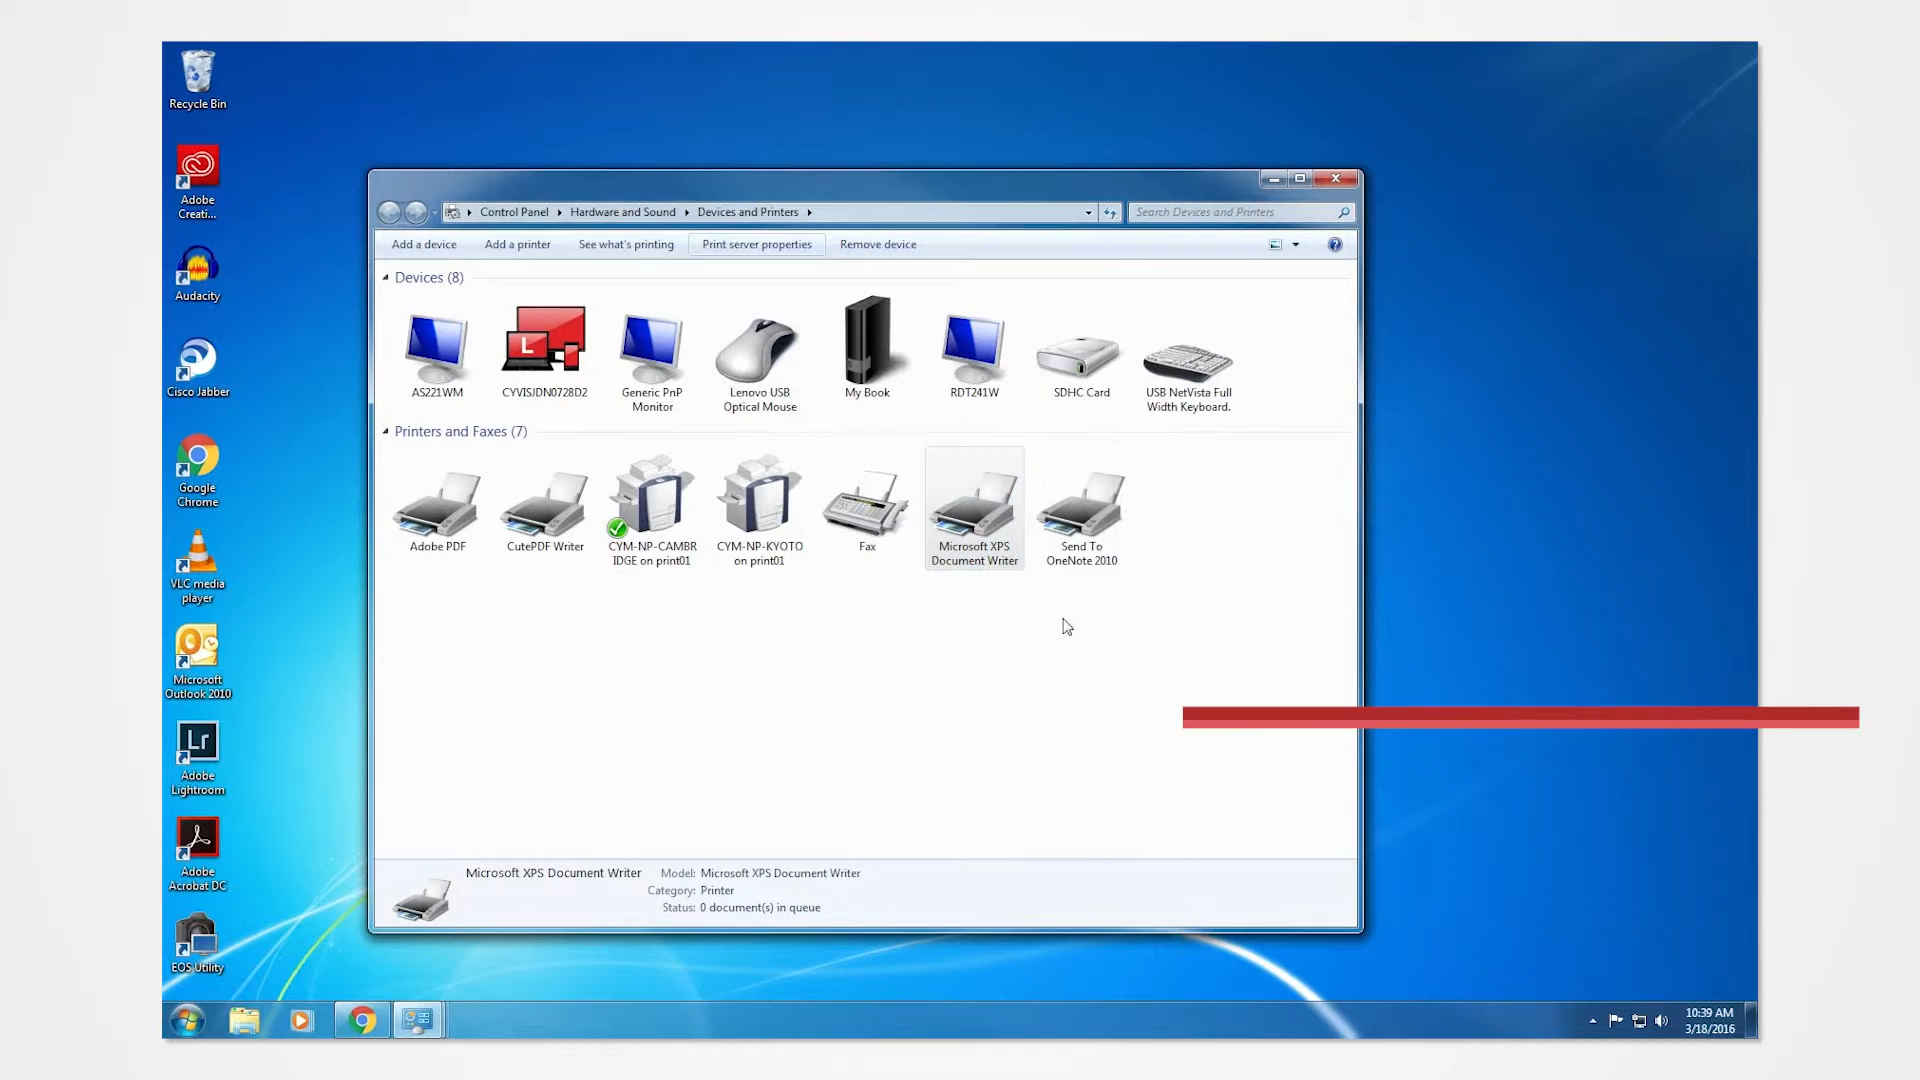 Recycle Bin
Adobe
Creati...
Audacity
Cisco Jabber
Google
Chrome
VLC media
player
Microsoft
Outlook 2010
Lr
Adobe
Lightroom
Adobe
Acrobat DC
EOS Utility
Control Panel
Hardware and Sound
Devices and Printers
Search Devices and Printers
Add a device
Add a printer
See what's printing
Print server properties
Remove device
Devices (8)
L
AS221WM
CYVISJDN0728D2
Generic PnP
Monitor
Lenovo USB
Optical Mouse
My Book
RDT241W
SDHC Card
USB NetVista Full
Width Keyboard.
Printers and Faxes (7)
Adobe PDF
CutePDF Writer
CYM-NP-CAMBR
IDGE on print01
CYM-NP-KYOTO
on print01
Fax
Microsoft XPS
Document Writer
Send To
OneNote 2010
Microsoft XPS Document Writer
Model: Microsoft XPS Document Writer
Category: Printer
Status: 0 document(s) in queue
10:39 AM
3/18/2016